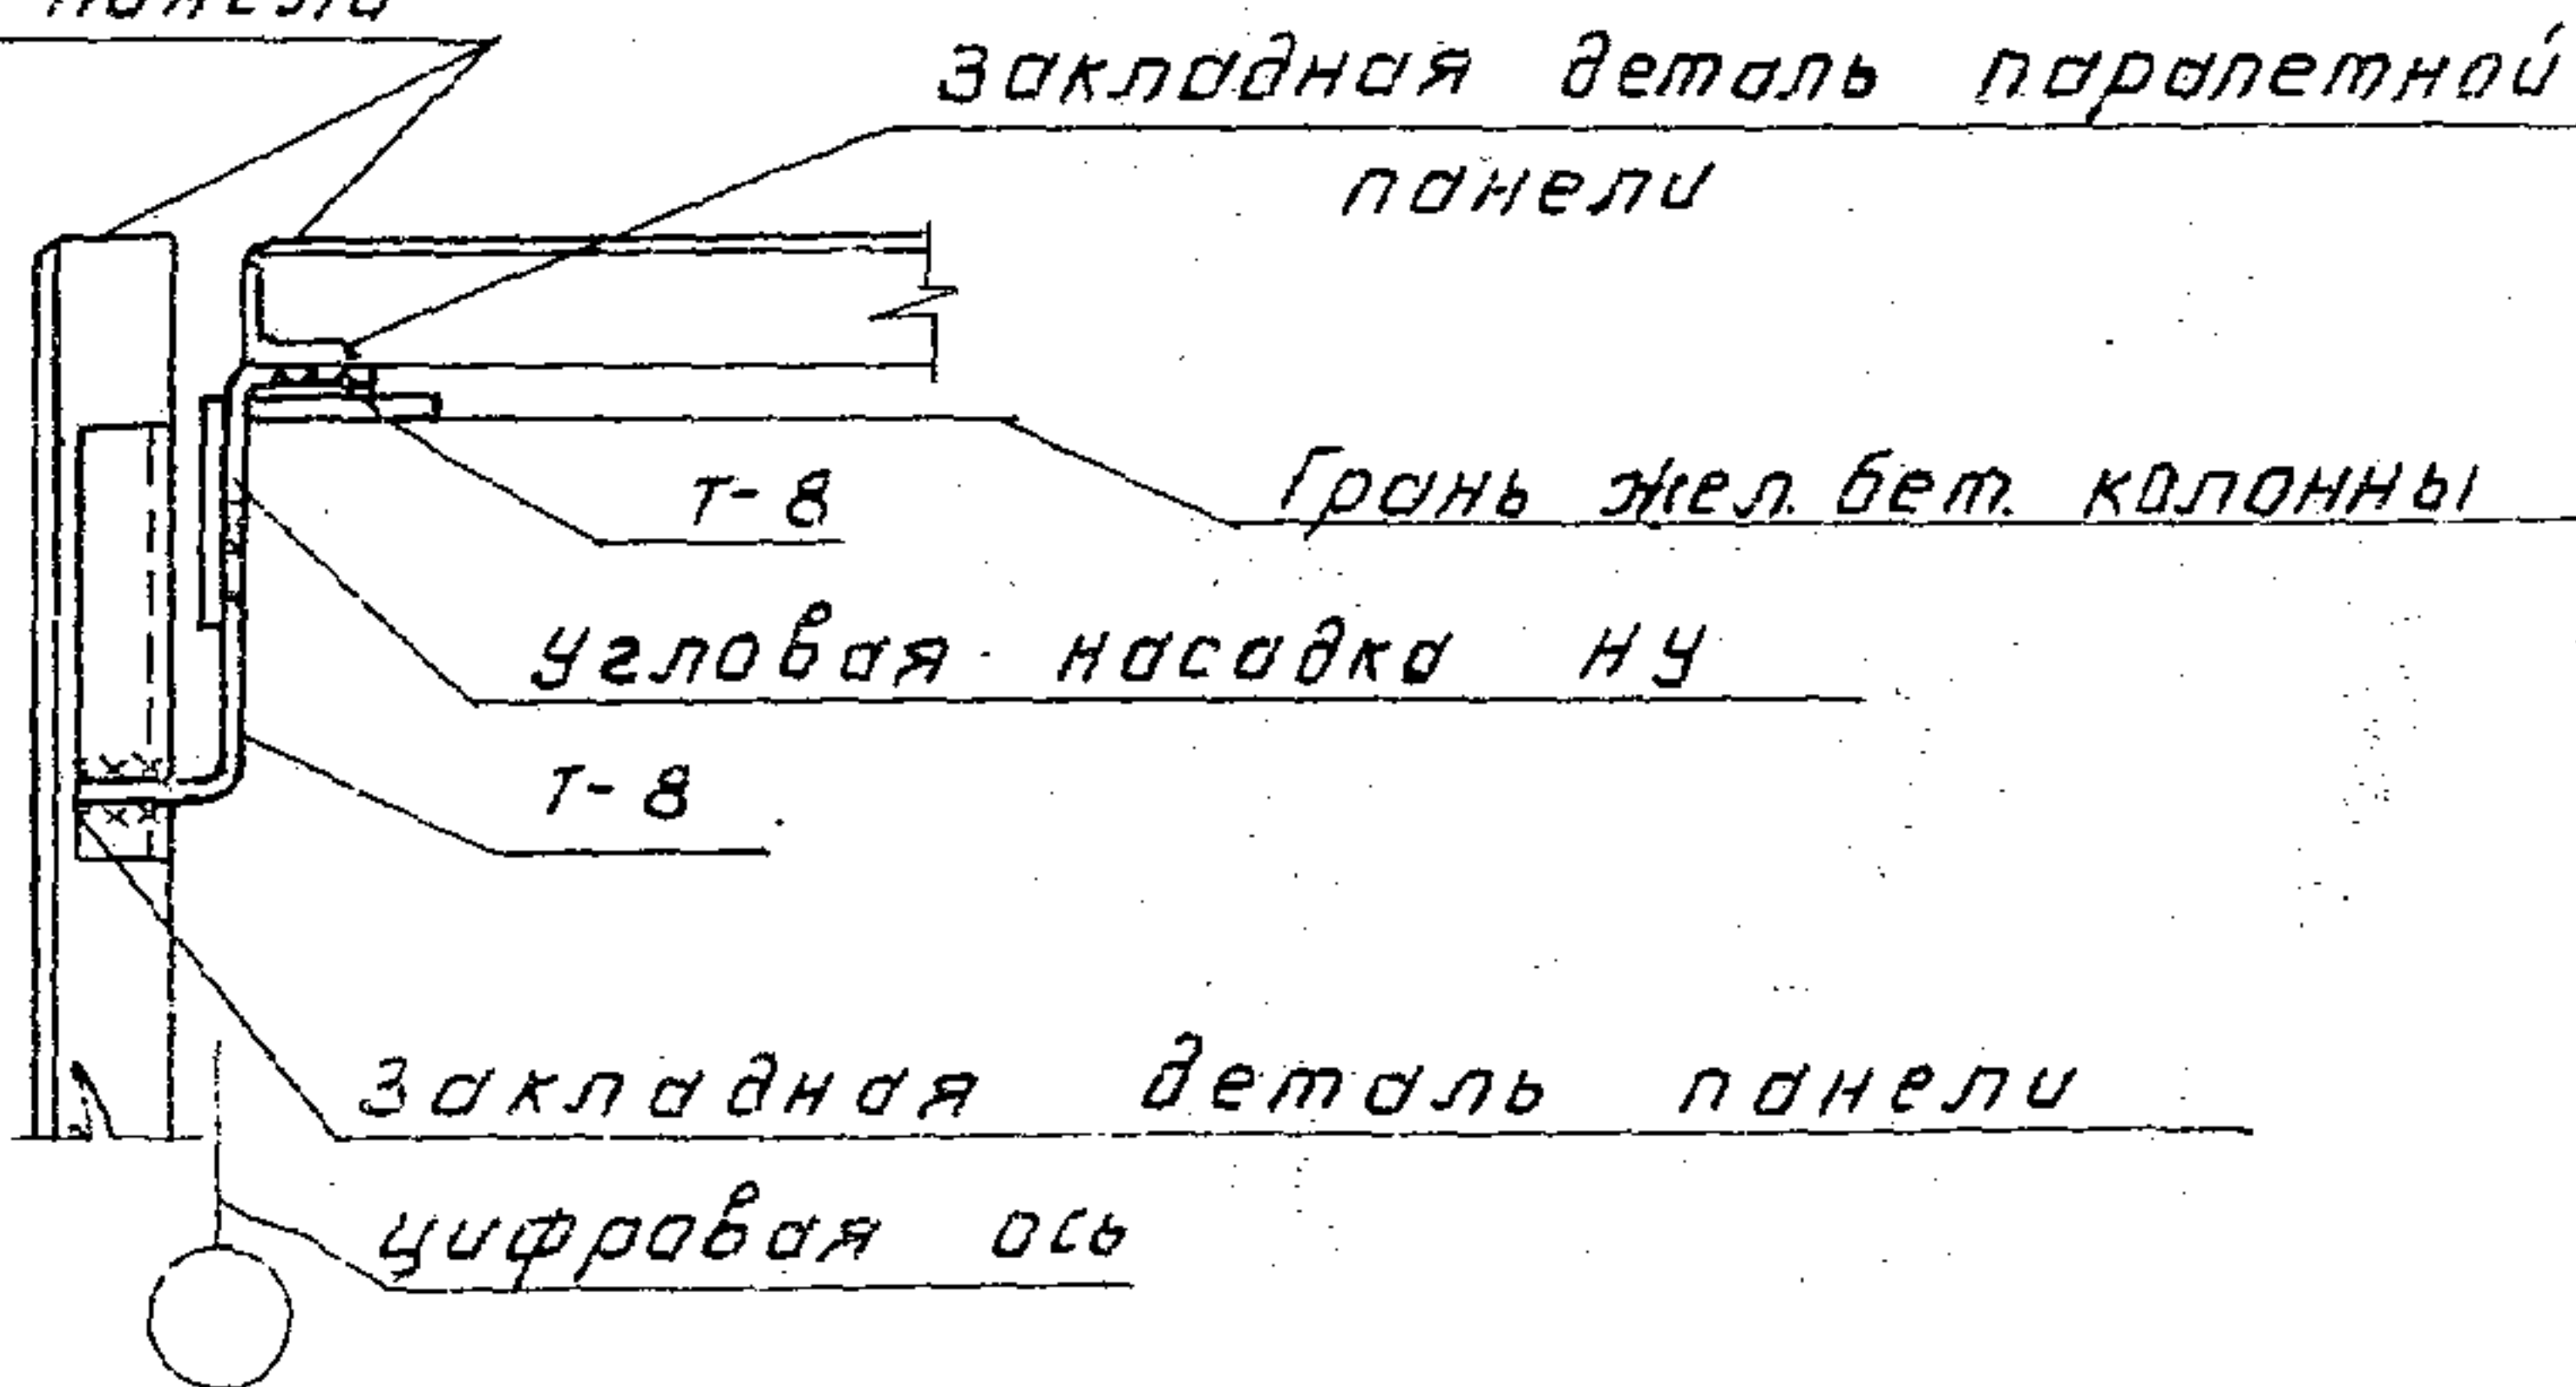 Закладная деталь парапетной
панели
Грань жел. бет. колонны
Т-8
Угловая насадка НУ
Т-8
Закладная деталь панели
цифровая ось